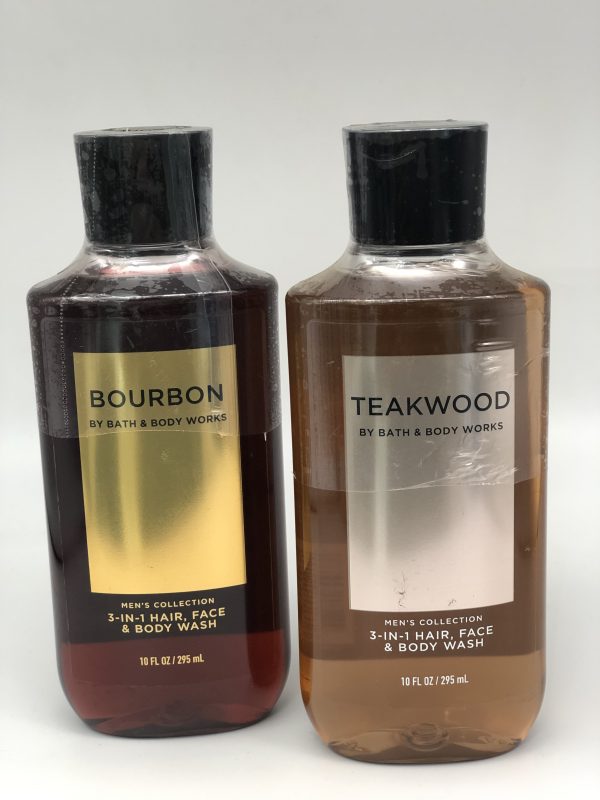 BOURBON
BY BATH & BODY WORKS
MEN'S COLLECTION
3-IN-1 HAIR, FACE
& BODY WASH
10 FL OZ / 295 mL
TEAKWOOD
BY BATH & BODY WORKS
MEN'S COLLECTION
3-IN-1 HAIR, FACE
& BODY WASH
10 FL OZ / 295 mL